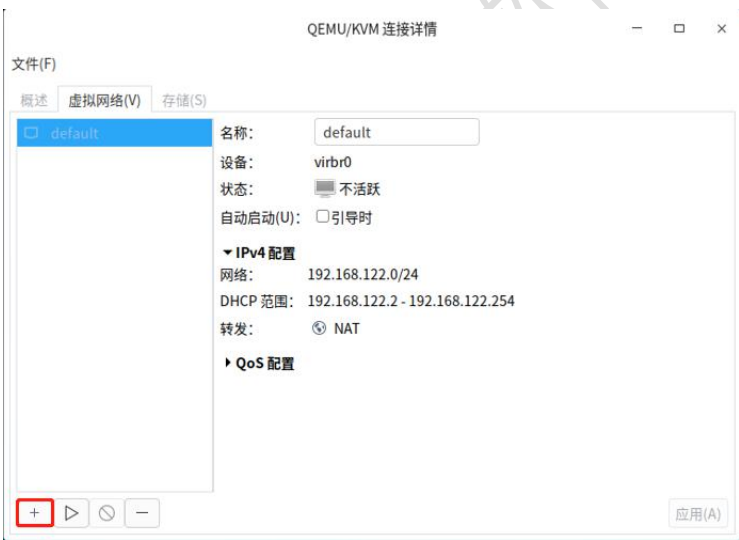 QEMU/KVM 连接详情
文件(F)
概述 虚拟网络(V) 存储(S)
default
名称: default
设备: virbr0
状态: 不活跃
自动启动(U): 引导时
IPv4 配置
网络: 192.168.122.0/24
DHCP 范围: 192.168.122.2 - 192.168.122.254
转发: NAT
QoS 配置
应用(A)